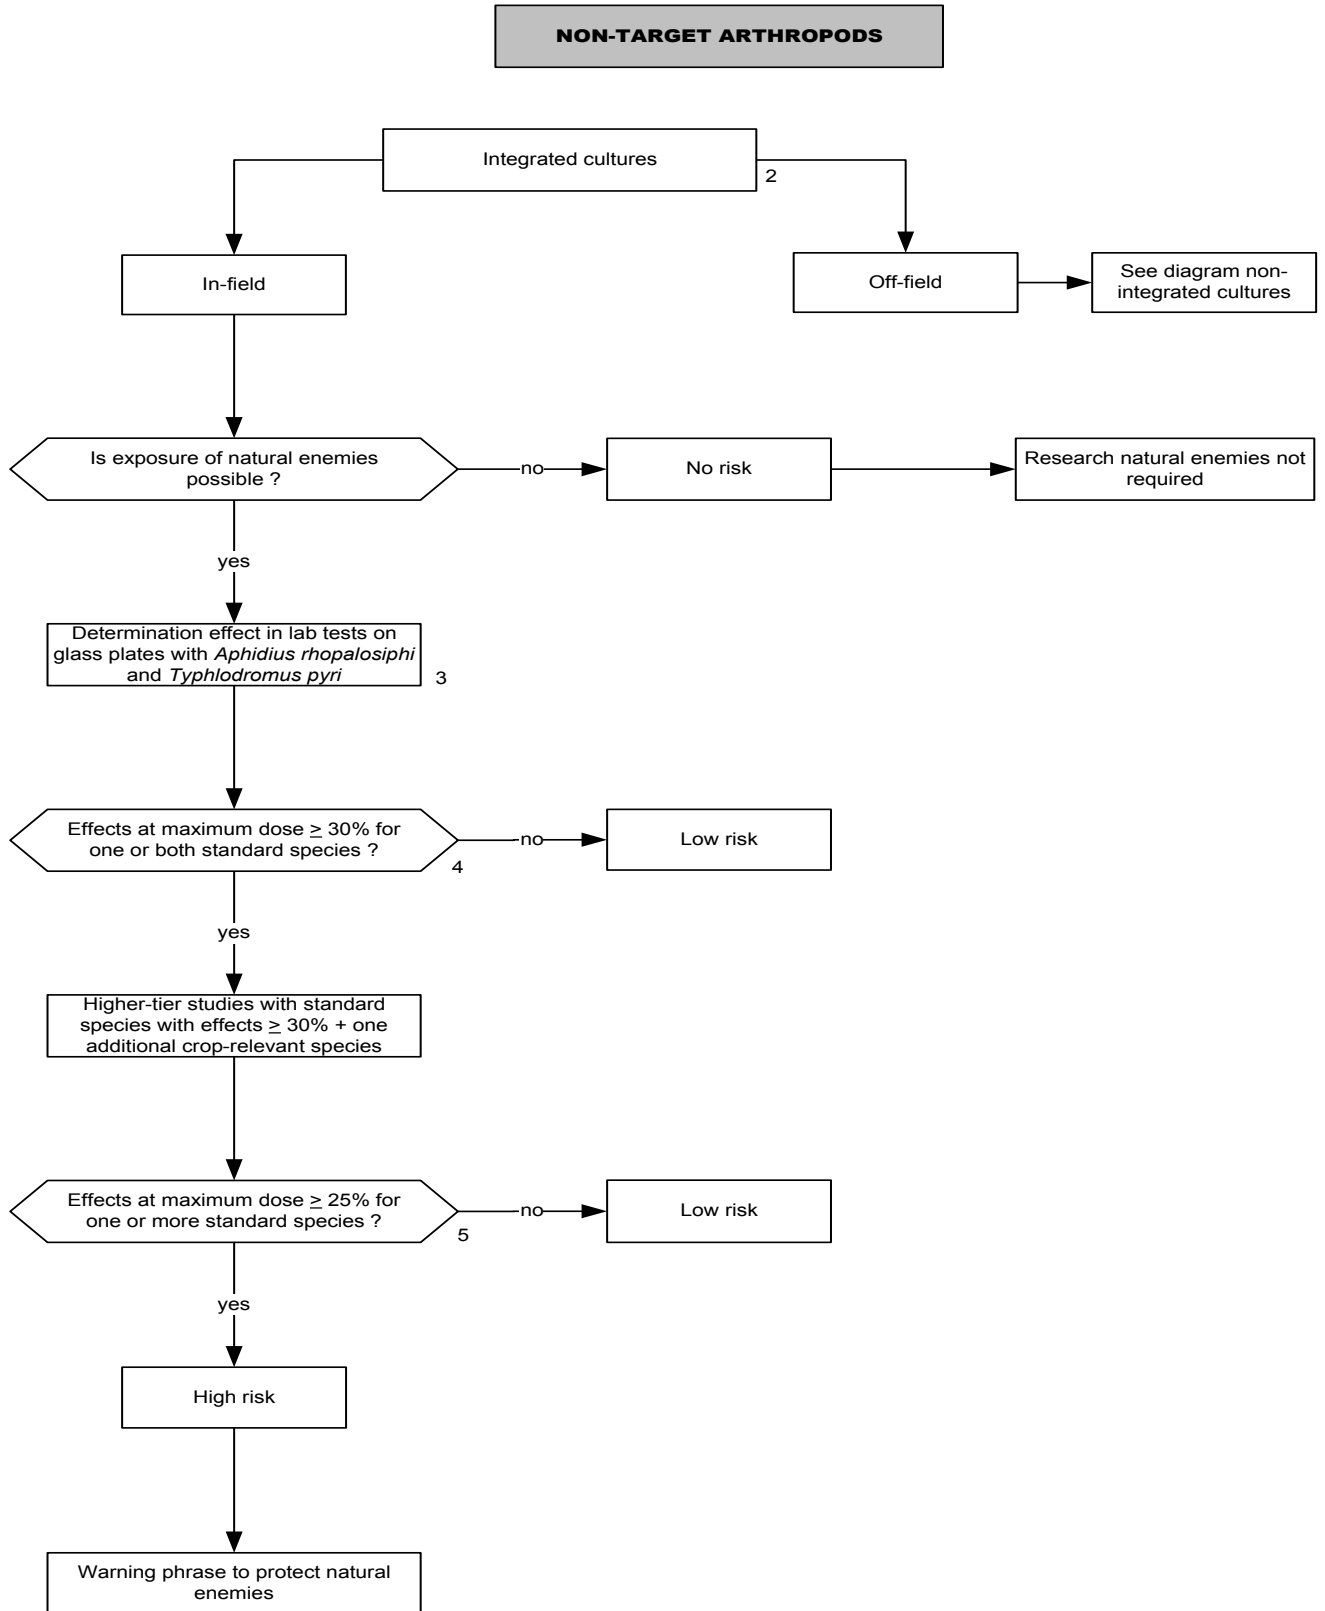 NON-TARGET ARTHROPODS
Integrated cultures
2
In-field
Off-field
See diagram non-
integrated cultures
Is exposure of natural enemies
possible ?
no
No risk
Research natural enemies not
required
yes
Determination effect in lab tests on
glass plates with Aphidius rhopalosiphi
and Typhlodromus pyri
3
Effects at maximum dose ≥ 30% for
one or both standard species ?
4
no
Low risk
yes
Higher-tier studies with standard
species with effects ≥ 30% + one
additional crop-relevant species
Effects at maximum dose ≥ 25% for
one or more standard species ?
5
no
Low risk
yes
High risk
Warning phrase to protect natural
enemies